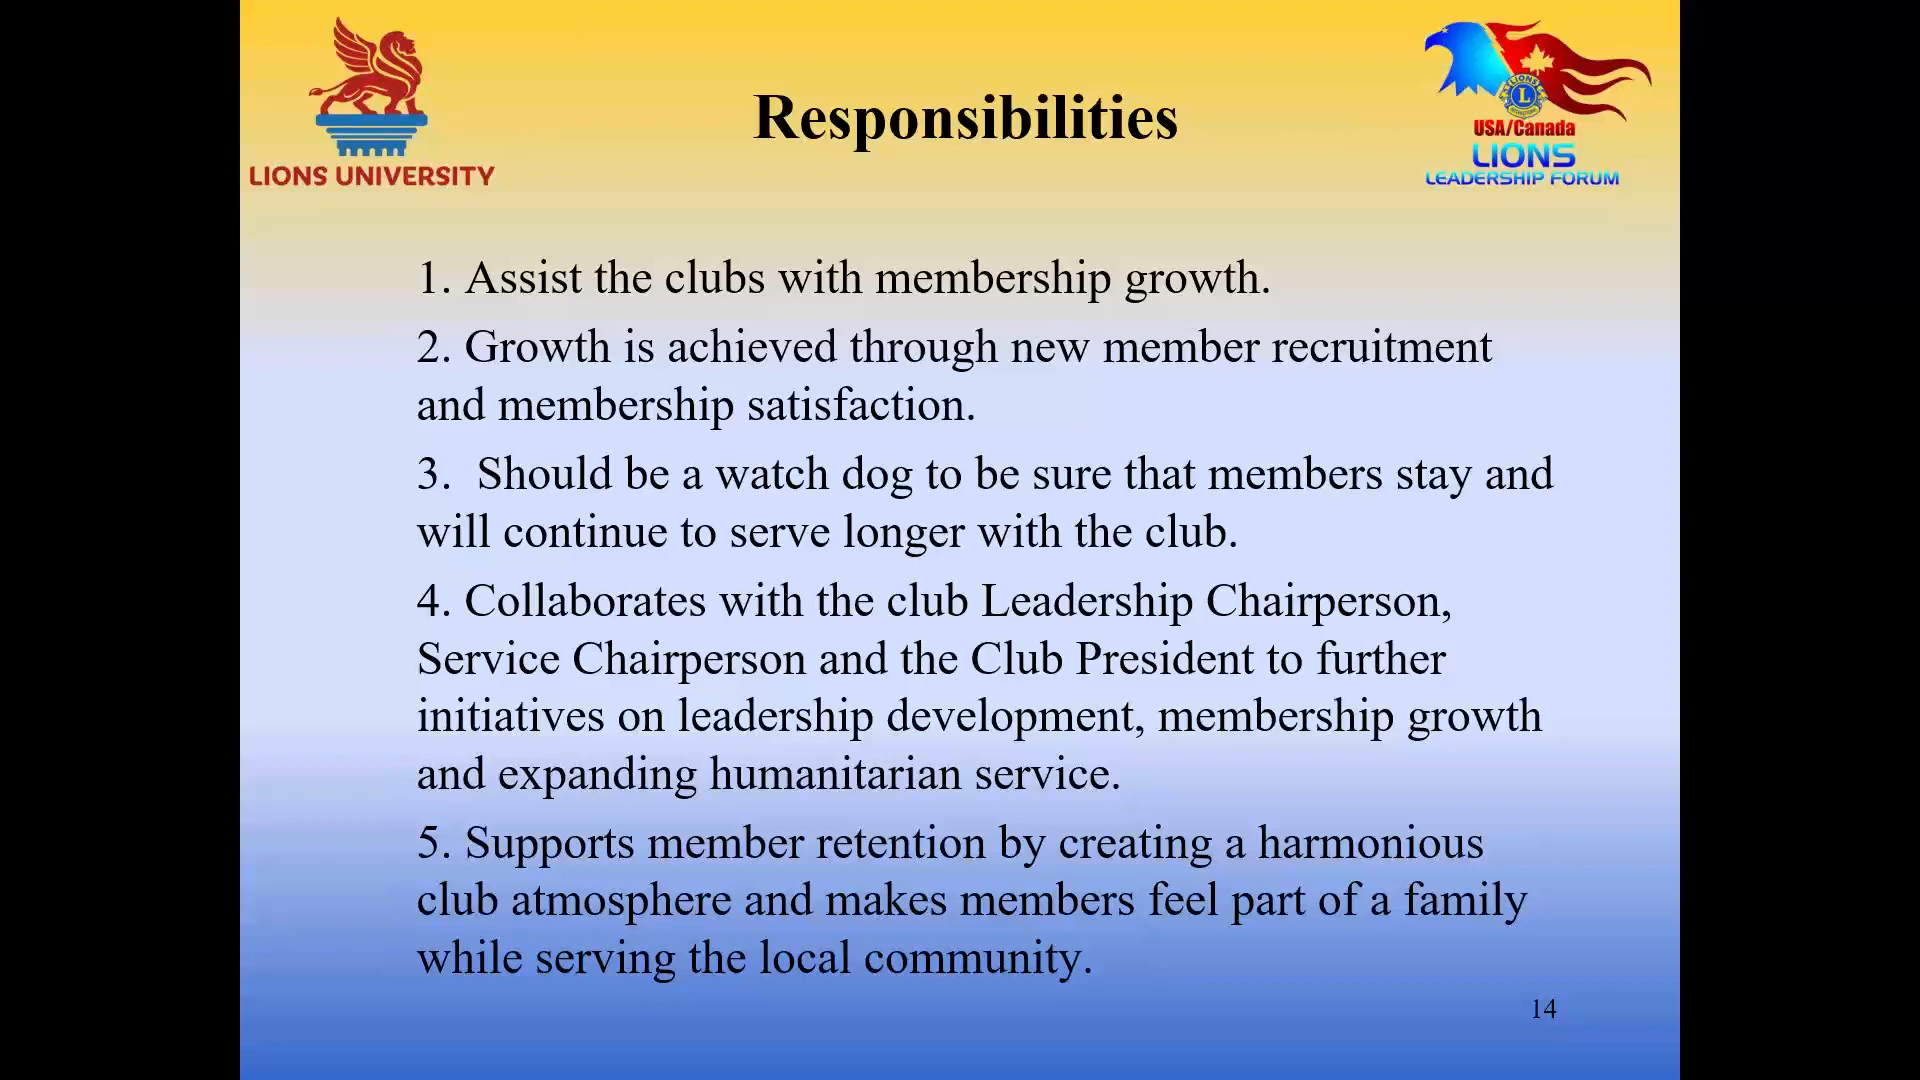 LIONS UNIVERSITY
Responsibilities
LIONS
L
USA/Canada
LIONS
LEADERSHIP FORUM
1. Assist the clubs with membership growth.
2. Growth is achieved through new member recruitment
and membership satisfaction.
3.  Should be a watch dog to be sure that members stay and
will continue to serve longer with the club.
4. Collaborates with the club Leadership Chairperson,
Service Chairperson and the Club President to further
initiatives on leadership development, membership growth
and expanding humanitarian service.
5. Supports member retention by creating a harmonious
club atmosphere and makes members feel part of a family
while serving the local community.
14